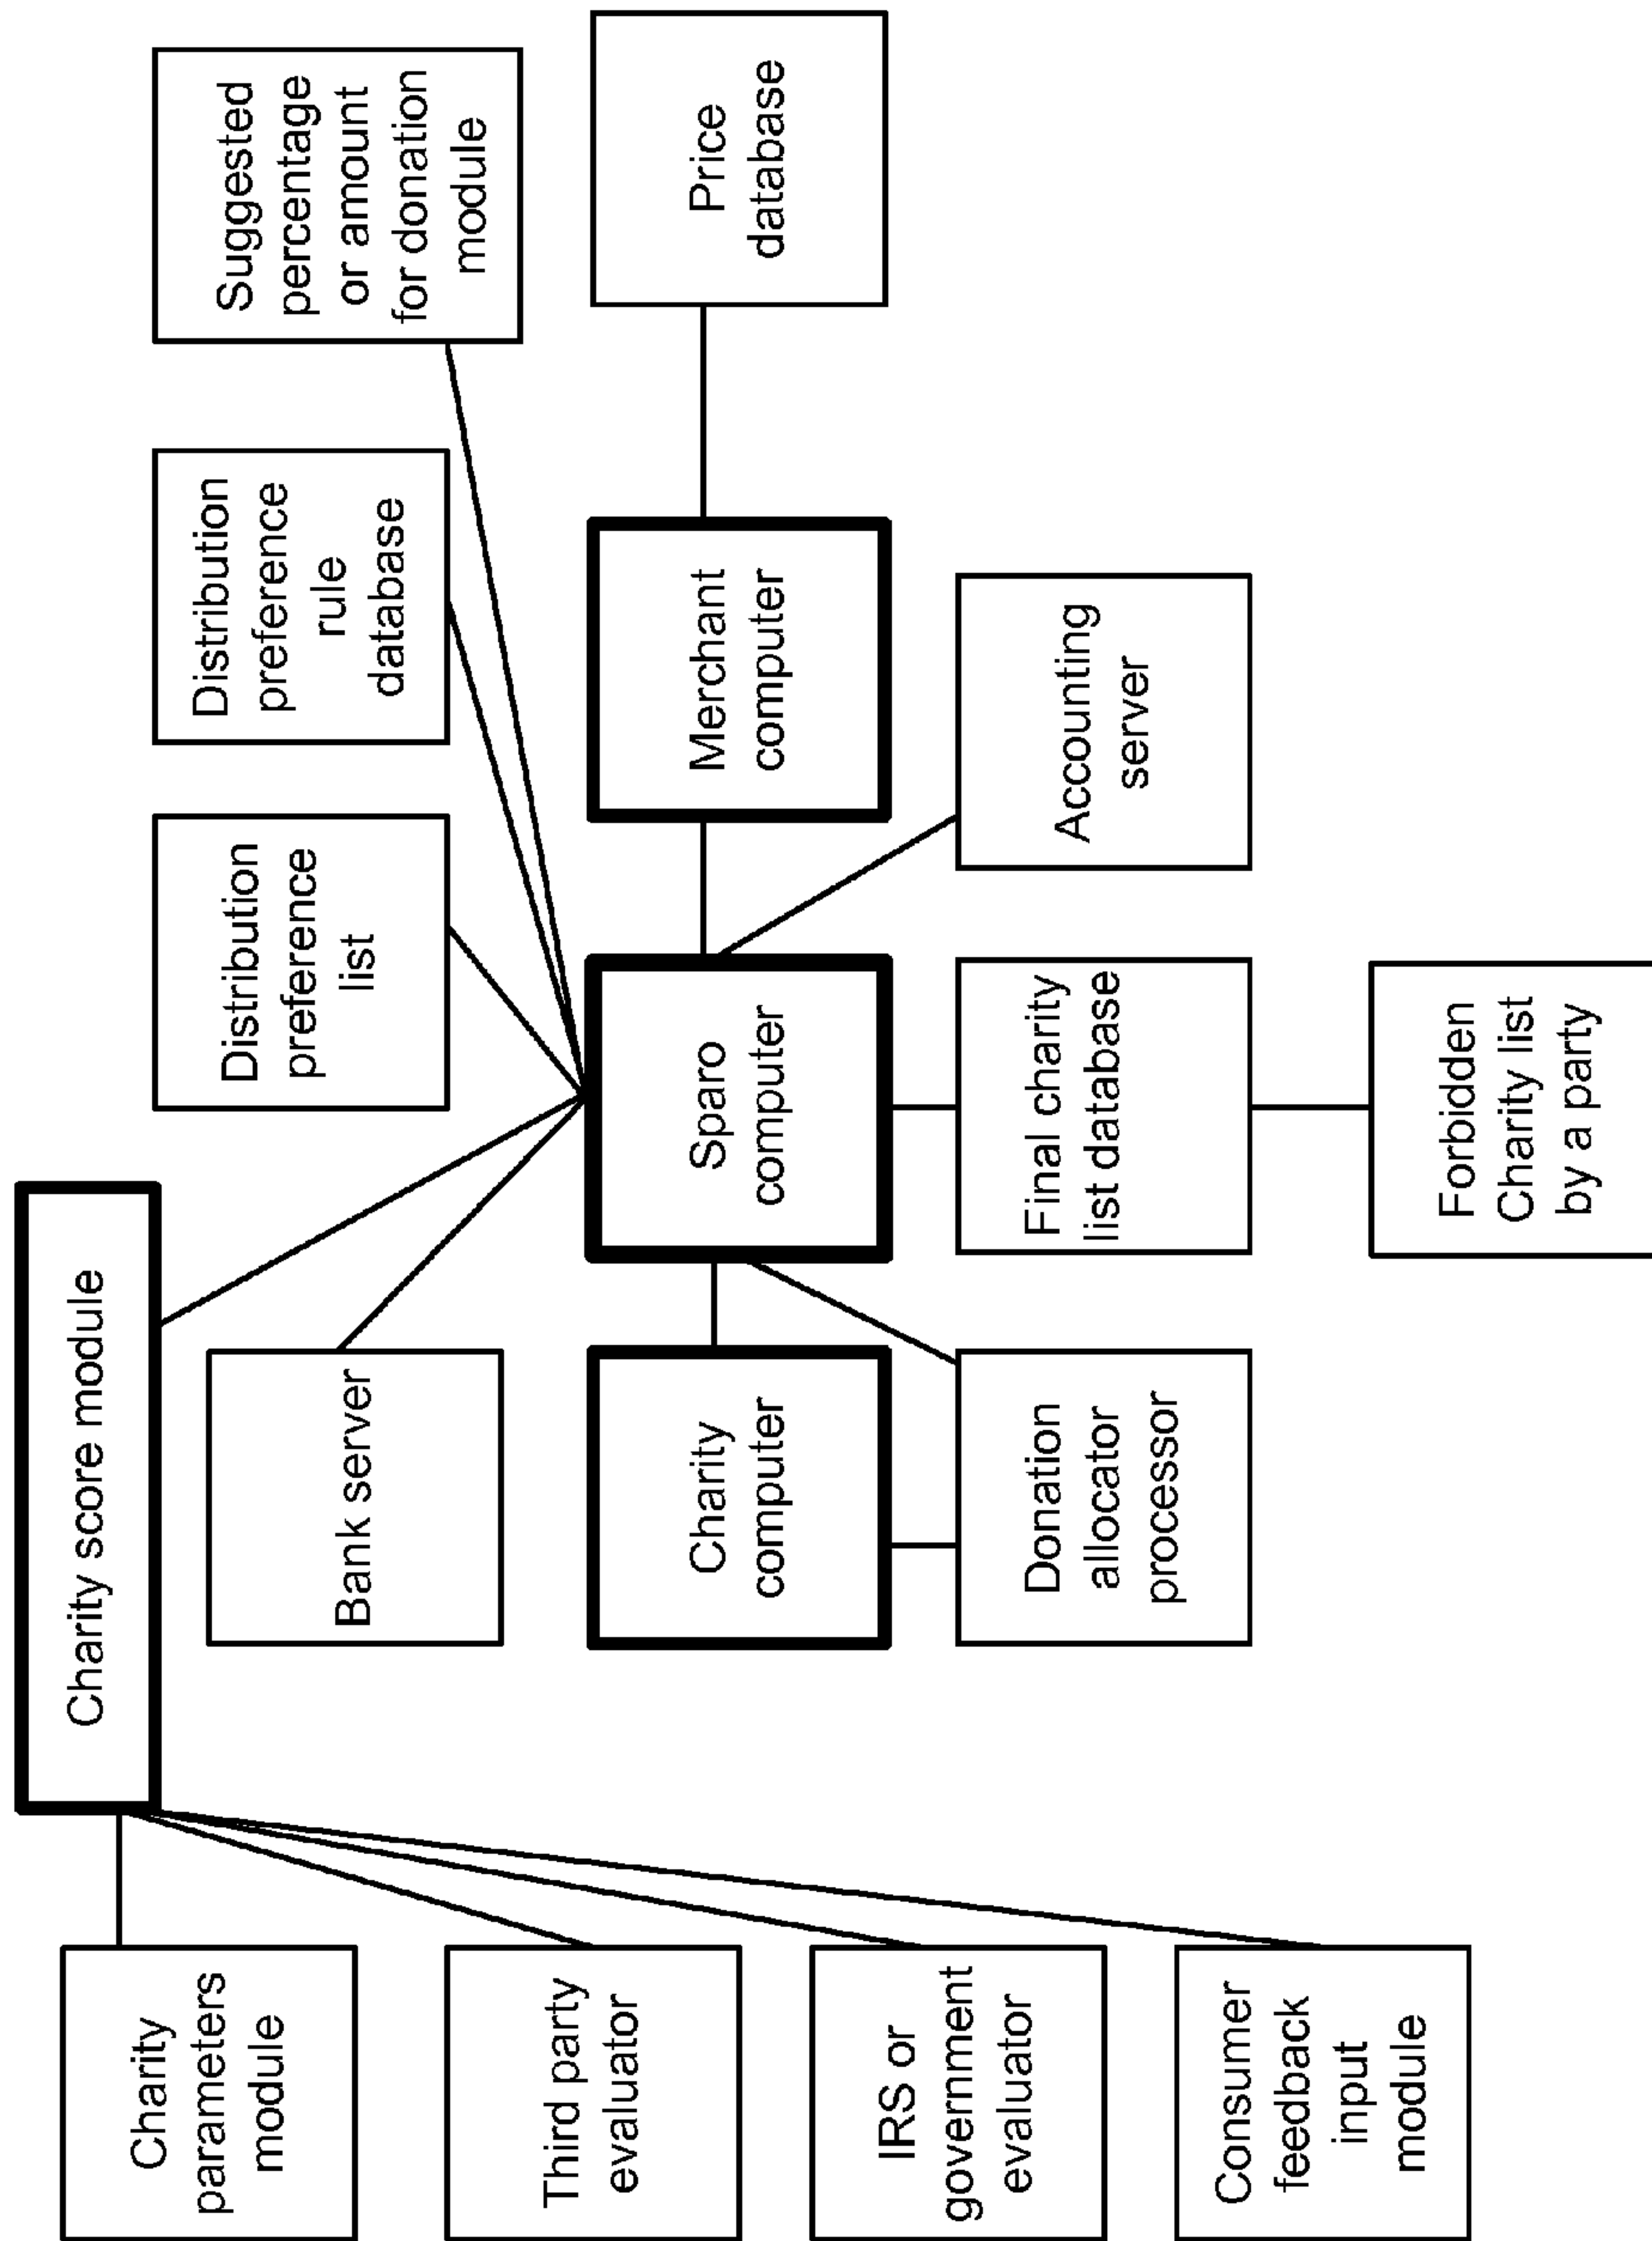 Charity
parameters
module
Third party
evaluator
IRS or
government
evaluator
Consumer
feedback
input
module
Charity score module
Bank server
Charity
computer
Donation
allocator
processor
Distribution
preference
list
Sparo
computer
Final charity
list database
Forbidden
Charity list
by a party
Distribution
preference
rule
database
Merchant
computer
Accounting
server
Suggested
percentage
or amount
for donation
module
Price
database